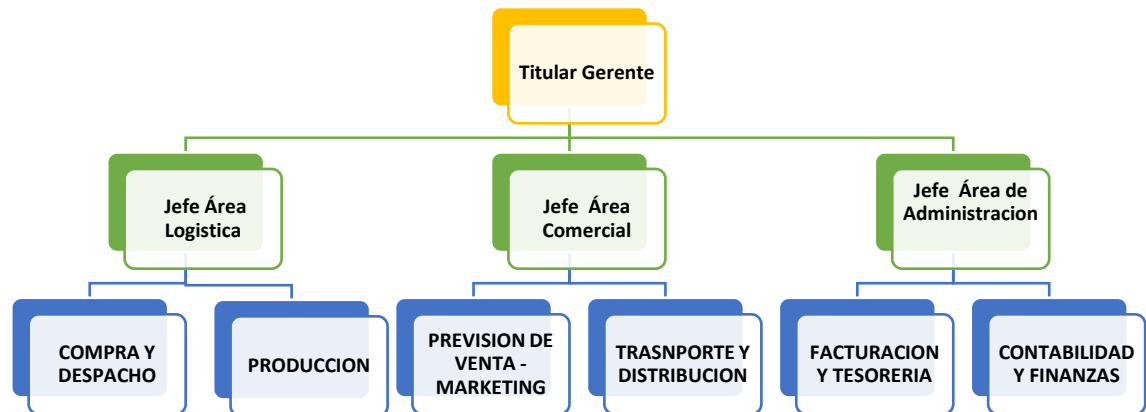 Titular Gerente
Jefe Área
Logistica
Jefe Área
Comercial
Jefe Área de
Administracion
COMPRA Y
DESPACHO
PRODUCCION
PREVISION DE
VENTA -
MARKETING
TRASNPORTE Y
DISTRIBUCION
FACTURACION
Y TESORERIA
CONTABILIDAD
Y FINANZAS